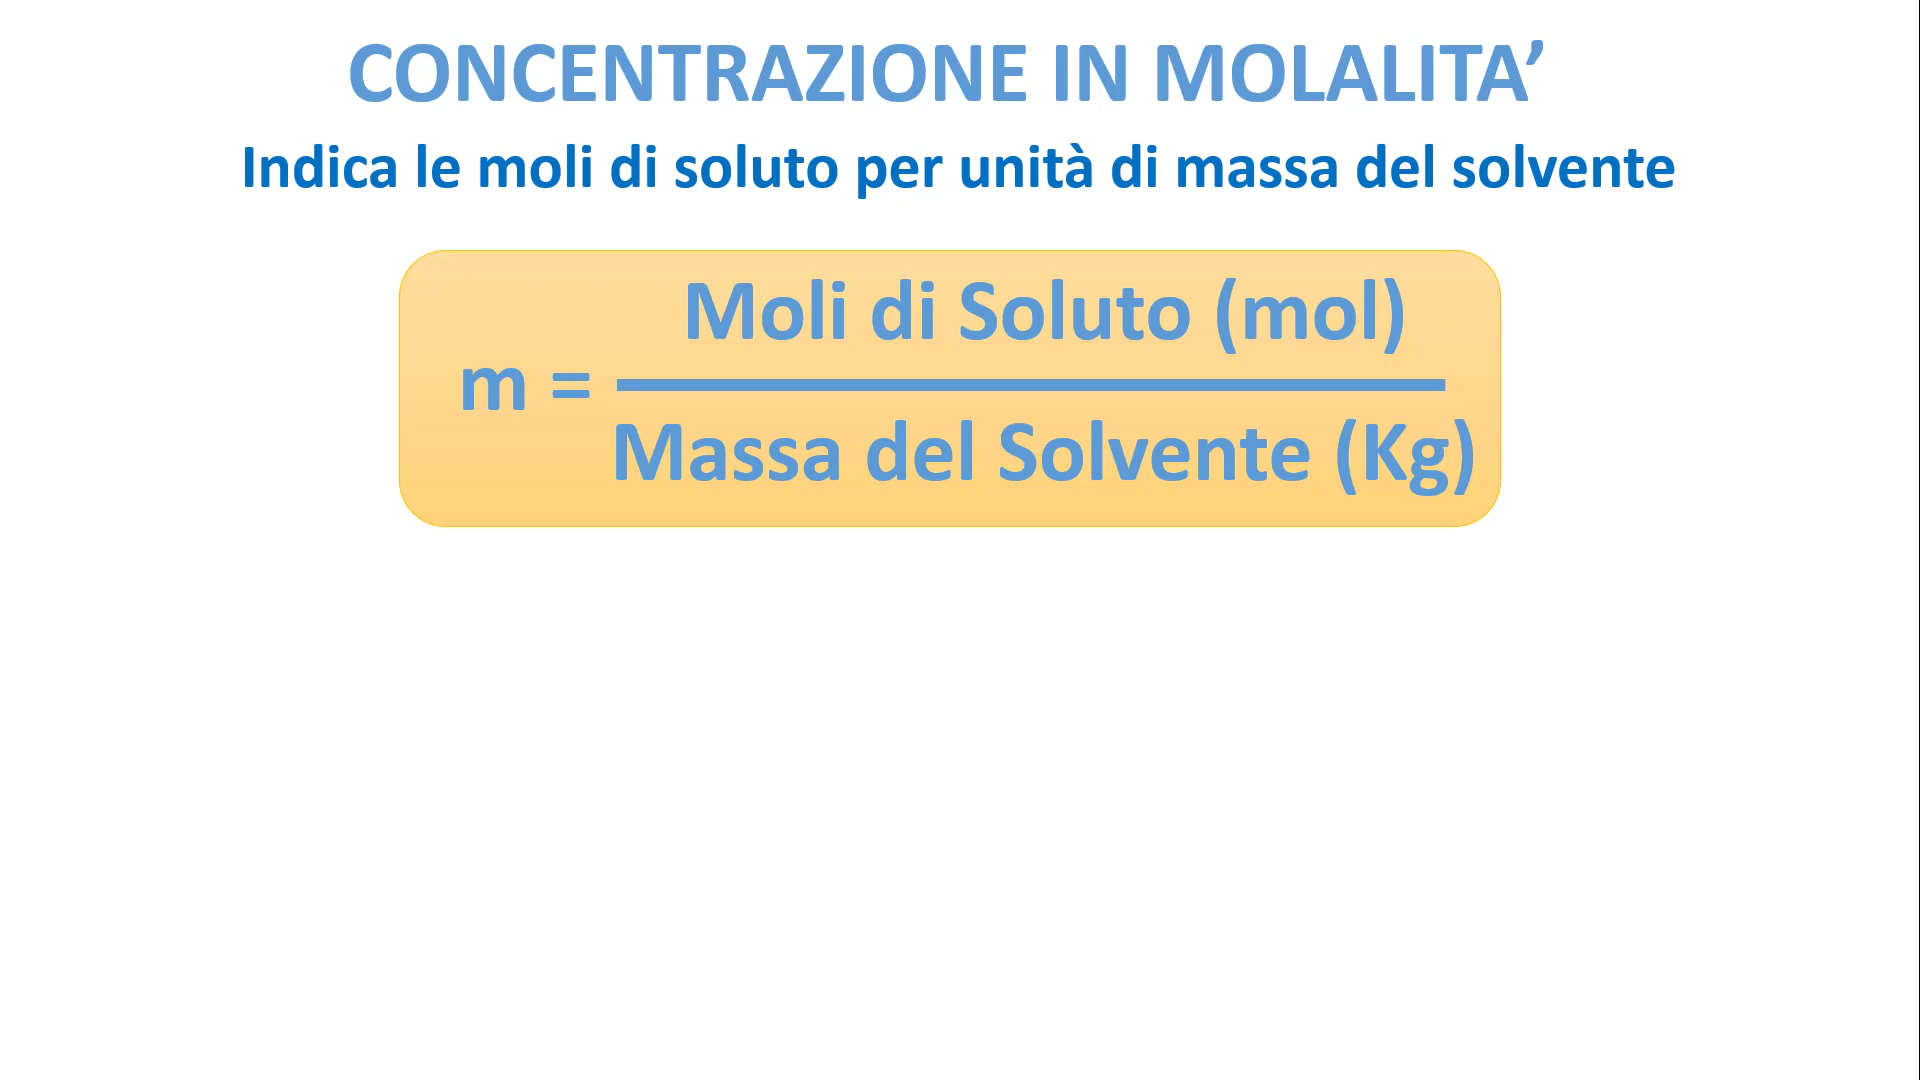 CONCENTRAZIONE IN MOLALITA’
Indica le moli di soluto per unità di massa del solvente
Moli di Soluto (mol)
m =
Massa del Solvente (Kg)